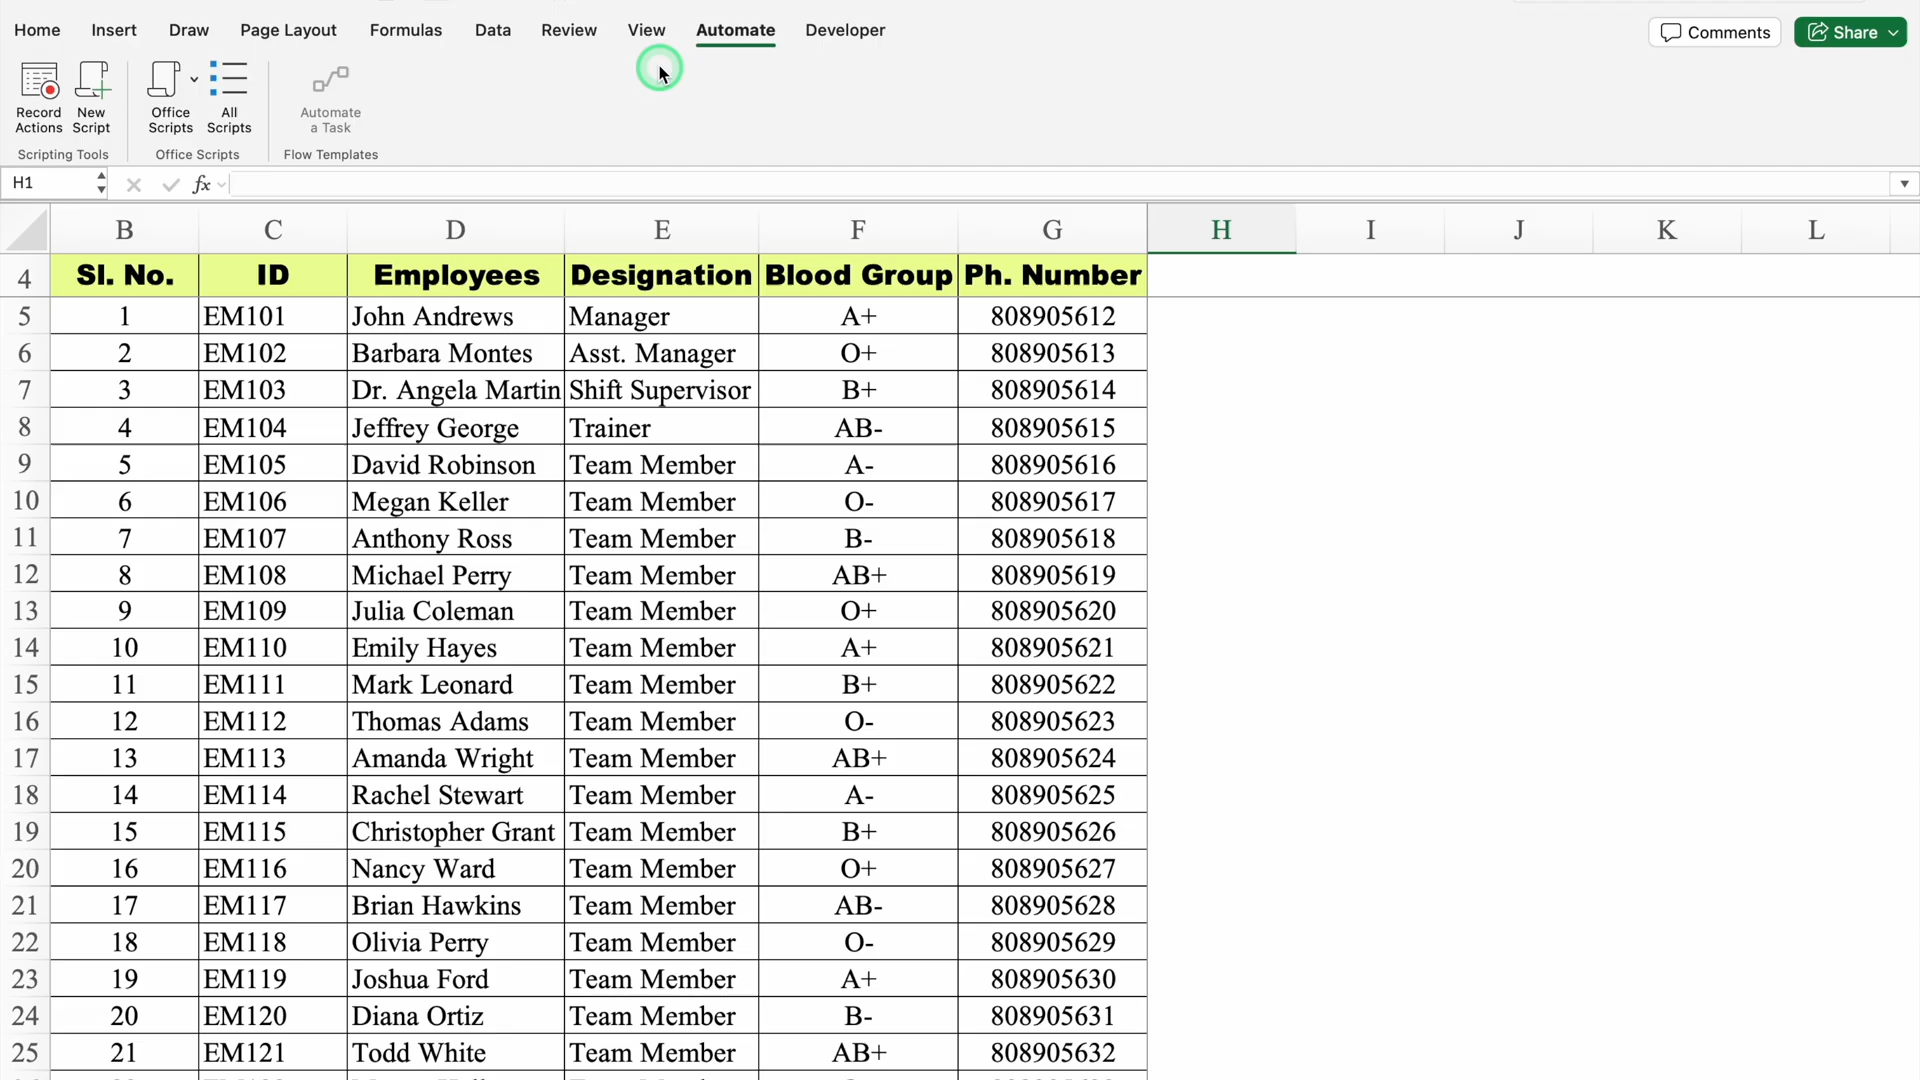 Home Insert Draw Page Layout Formulas Data Review View Automate Developer Comments Share
Record Actions New Script Office Scripts All Scripts Automate a Task
Scripting Tools Office Scripts Flow Templates
H1 fx
B C D E F G H I J K L
4 Sl. No. ID Employees Designation Blood Group Ph. Number
5 1 EM101 John Andrews Manager A+ 808905612
6 2 EM102 Barbara Montes Asst. Manager O+ 808905613
7 3 EM103 Dr. Angela Martin Shift Supervisor B+ 808905614
8 4 EM104 Jeffrey George Trainer AB- 808905615
9 5 EM105 David Robinson Team Member A- 808905616
10 6 EM106 Megan Keller Team Member O- 808905617
11 7 EM107 Anthony Ross Team Member B- 808905618
12 8 EM108 Michael Perry Team Member AB+ 808905619
13 9 EM109 Julia Coleman Team Member O+ 808905620
14 10 EM110 Emily Hayes Team Member A+ 808905621
15 11 EM111 Mark Leonard Team Member B+ 808905622
16 12 EM112 Thomas Adams Team Member O- 808905623
17 13 EM113 Amanda Wright Team Member AB+ 808905624
18 14 EM114 Rachel Stewart Team Member A- 808905625
19 15 EM115 Christopher Grant Team Member B+ 808905626
20 16 EM116 Nancy Ward Team Member O+ 808905627
21 17 EM117 Brian Hawkins Team Member AB- 808905628
22 18 EM118 Olivia Perry Team Member O- 808905629
23 19 EM119 Joshua Ford Team Member A+ 808905630
24 20 EM120 Diana Ortiz Team Member B- 808905631
25 21 EM121 Todd White Team Member AB+ 808905632